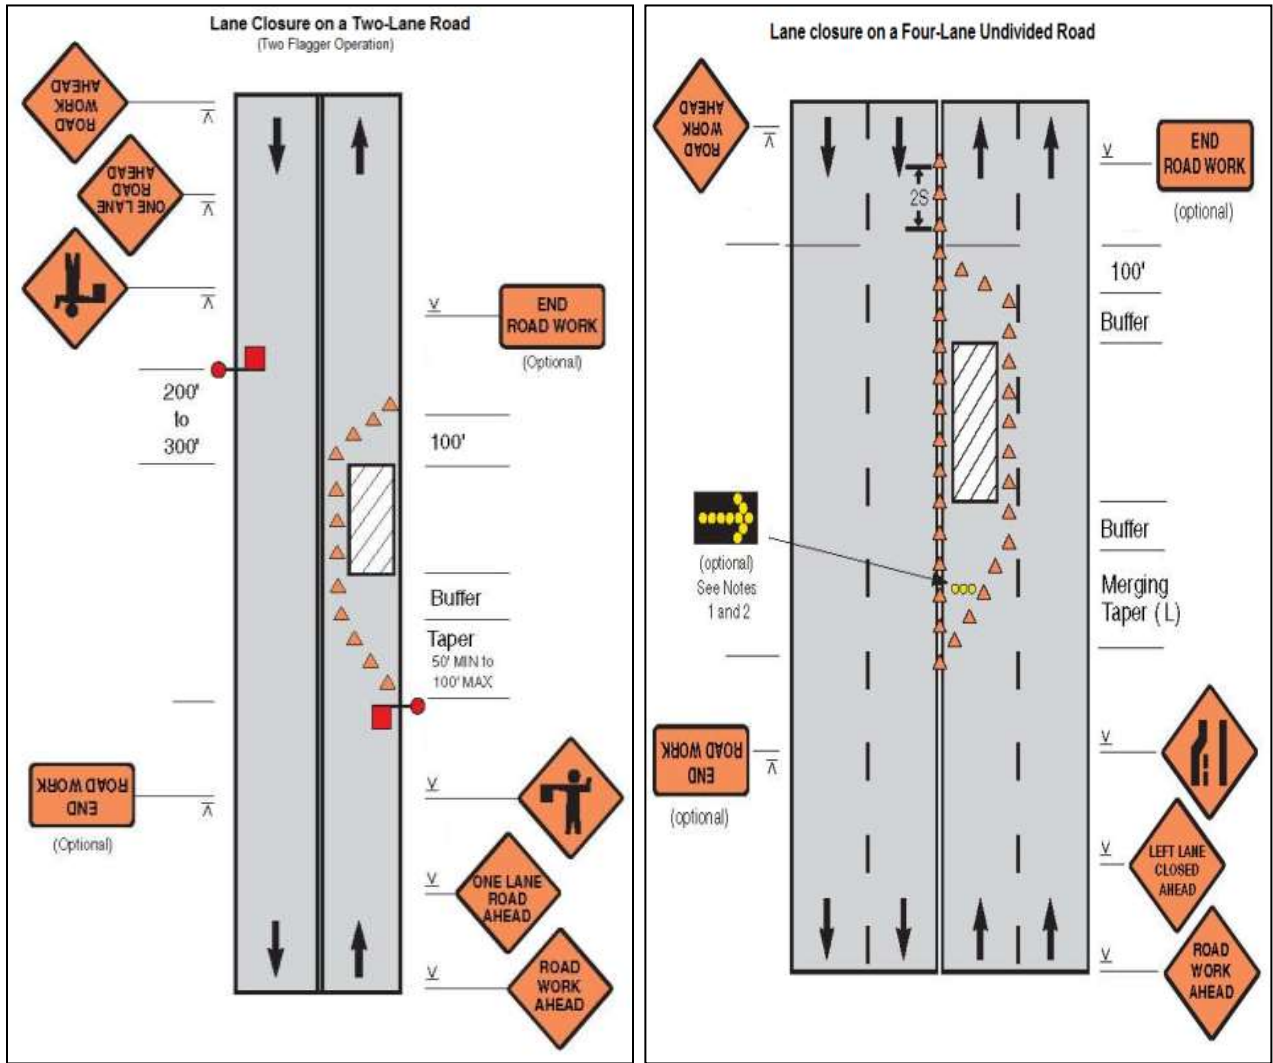 Lane Closure on a Two-Lane Road
(Two Flagger Operation)
ROAD
WORK
AHEAD
ONE LANE
ROAD
AHEAD
END
ROAD WORK
(Optional)
200'
to
300'
100'
Buffer
Taper
50' MIN to
100' MAX
END
ROAD WORK
(Optional)
ONE LANE
ROAD
AHEAD
ROAD
WORK
AHEAD
Lane closure on a Four-Lane Undivided Road
ROAD
WORK
AHEAD
END
ROAD WORK
(optional)
2S
100'
Buffer
(optional)
See Notes
1 and 2
Buffer
Merging
Taper (L)
END
ROAD WORK
(optional)
LEFT LANE
CLOSED
AHEAD
ROAD
WORK
AHEAD